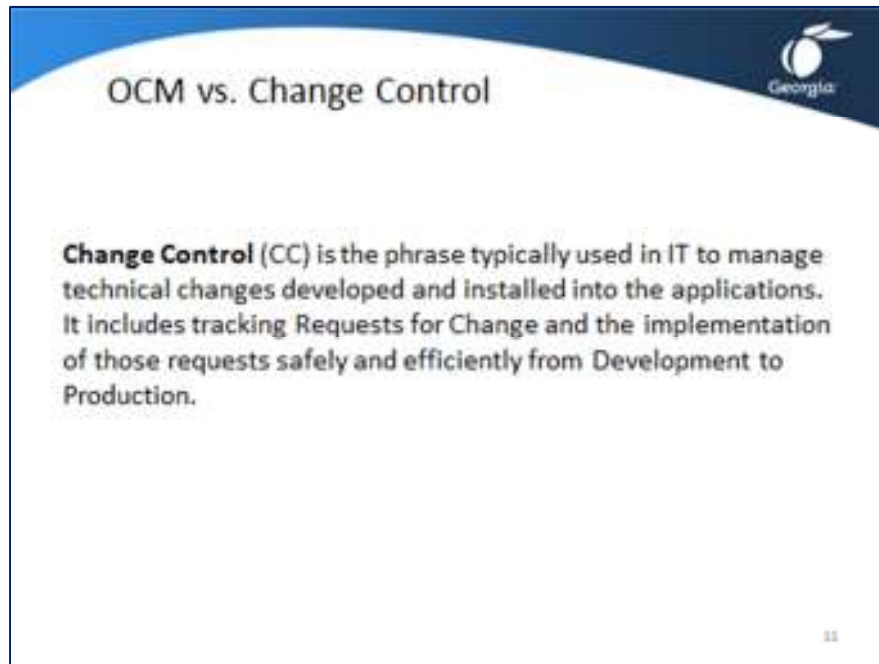 OCM vs. Change Control
Georgia
Change Control (CC) is the phrase typically used in IT to manage
technical changes developed and installed into the applications.
It includes tracking Requests for Change and the implementation
of those requests safely and efficiently from Development to
Production.
11